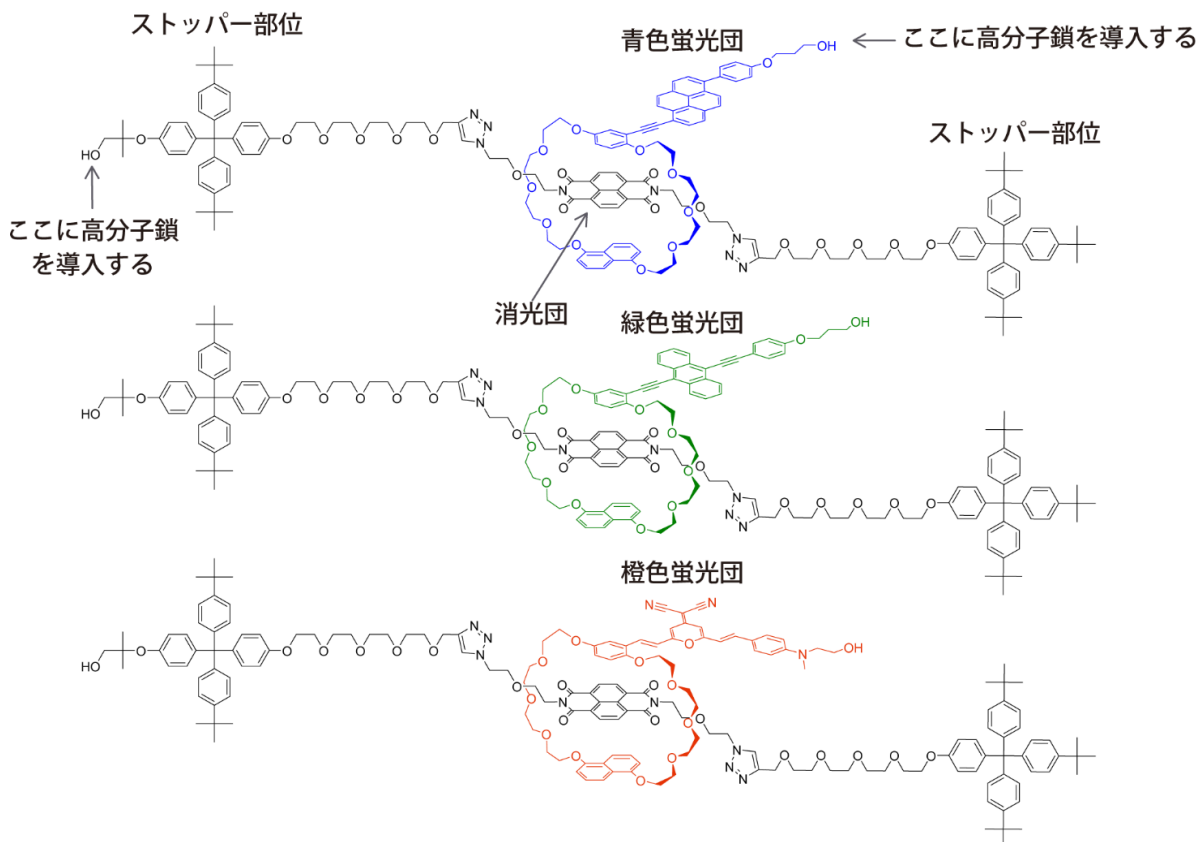 ストッパー部位
青色蛍光団
ここに高分子鎖を導入する
ストッパー部位
ここに高分子鎖
を導入する
消光団
緑色蛍光団
橙色蛍光団